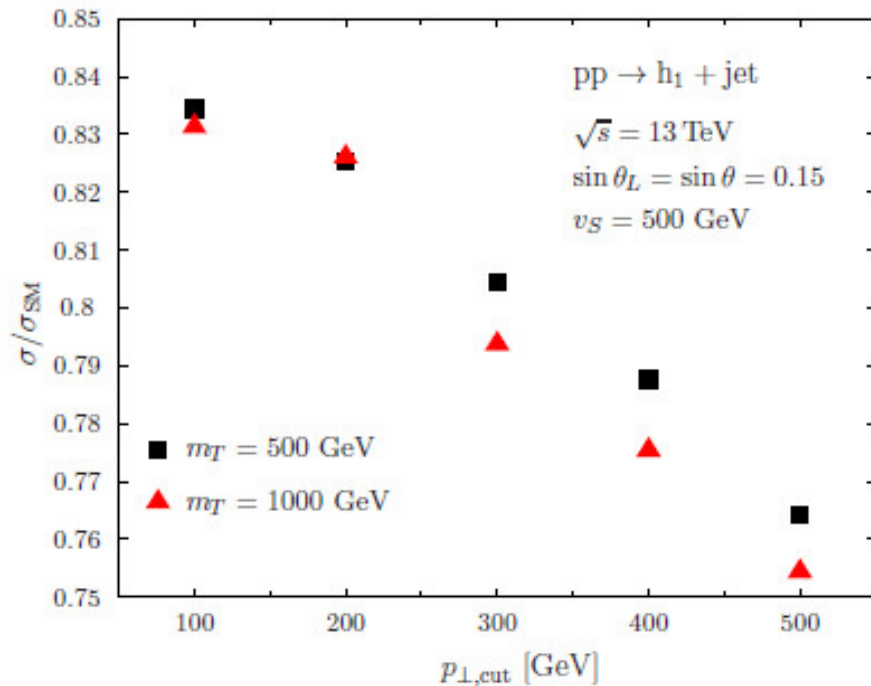 0.85
0.84
0.83
0.82
0.81
0.8
0.79
0.78
0.77
0.76
0.75
σ/σSM
pp → h1 + jet
√s = 13 TeV
sin θL = sin θ = 0.15
vS = 500 GeV
mT = 500 GeV
mT = 1000 GeV
100 200 300 400 500
p⊥,cut [GeV]